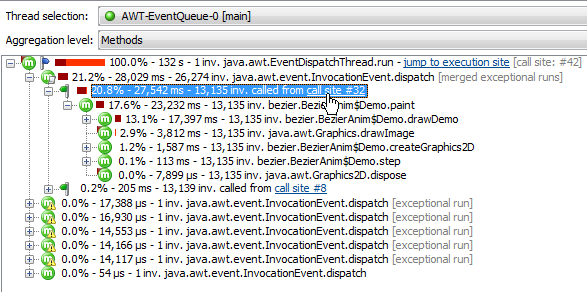 Thread selection: AWT-EventQueue-0 [main]
Aggregation level: Methods
100.0% - 132 s - 1 inv. java.awt.EventDispatchThread.run - jump to execution site [call site: #42]
21.2% - 28,029 ms - 26,274 inv. java.awt.event.InvocationEvent.dispatch [merged exceptional runs]
20.8% - 27,542 ms - 13,135 inv. called from call site #32
17.6% - 23,232 ms - 13,135 inv. bezier.BezierAnim$Demo.paint
13.1% - 17,397 ms - 13,135 inv. bezier.BezierAnim$Demo.drawDemo
2.9% - 3,812 ms - 13,135 inv. java.awt.Graphics.drawImage
1.2% - 1,587 ms - 13,135 inv. bezier.BezierAnim$Demo.createGraphics2D
0.1% - 113 ms - 13,135 inv. bezier.BezierAnim$Demo.step
0.0% - 7,899 µs - 13,135 inv. java.awt.Graphics2D.dispose
0.2% - 205 ms - 13,139 inv. called from call site #8
0.0% - 17,388 µs - 1 inv. java.awt.event.InvocationEvent.dispatch [exceptional run]
0.0% - 16,930 µs - 1 inv. java.awt.event.InvocationEvent.dispatch [exceptional run]
0.0% - 14,553 µs - 1 inv. java.awt.event.InvocationEvent.dispatch [exceptional run]
0.0% - 14,166 µs - 1 inv. java.awt.event.InvocationEvent.dispatch [exceptional run]
0.0% - 14,117 µs - 1 inv. java.awt.event.InvocationEvent.dispatch [exceptional run]
0.0% - 54 µs - 1 inv. java.awt.event.InvocationEvent.dispatch